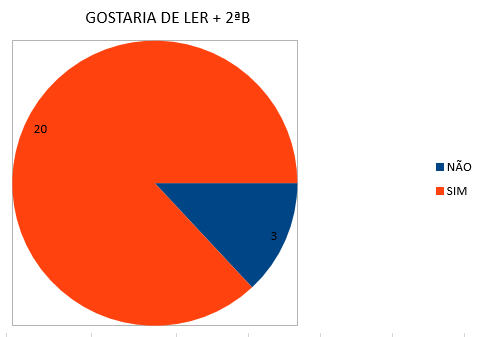 GOSTARIA DE LER + 2ªB
20
NÃO
SIM
3